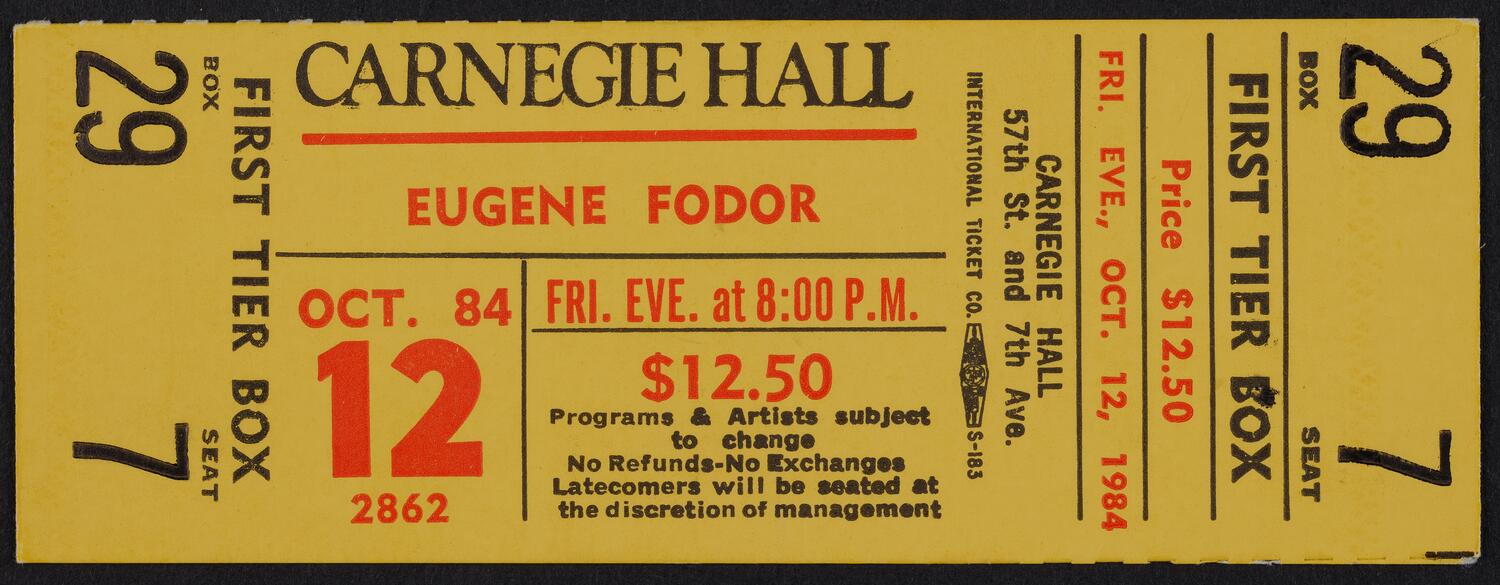 BOX 29
SEAT 7
FIRST TIER BOX
CARNEGIE HALL
EUGENE FODOR
OCT. 84
12
2862
FRI. EVE. at 8:00 P.M.
$12.50
Programs & Artists subject
to change
No Refunds-No Exchanges
Latecomers will be seated at
the discretion of management
CARNEGIE HALL
57th St. and 7th Ave.
INTERNATIONAL TICKET CO. S-183
FRI. EVE., OCT. 12, 1984
Price $12.50
FIRST TIER BOX
BOX 29
SEAT 7